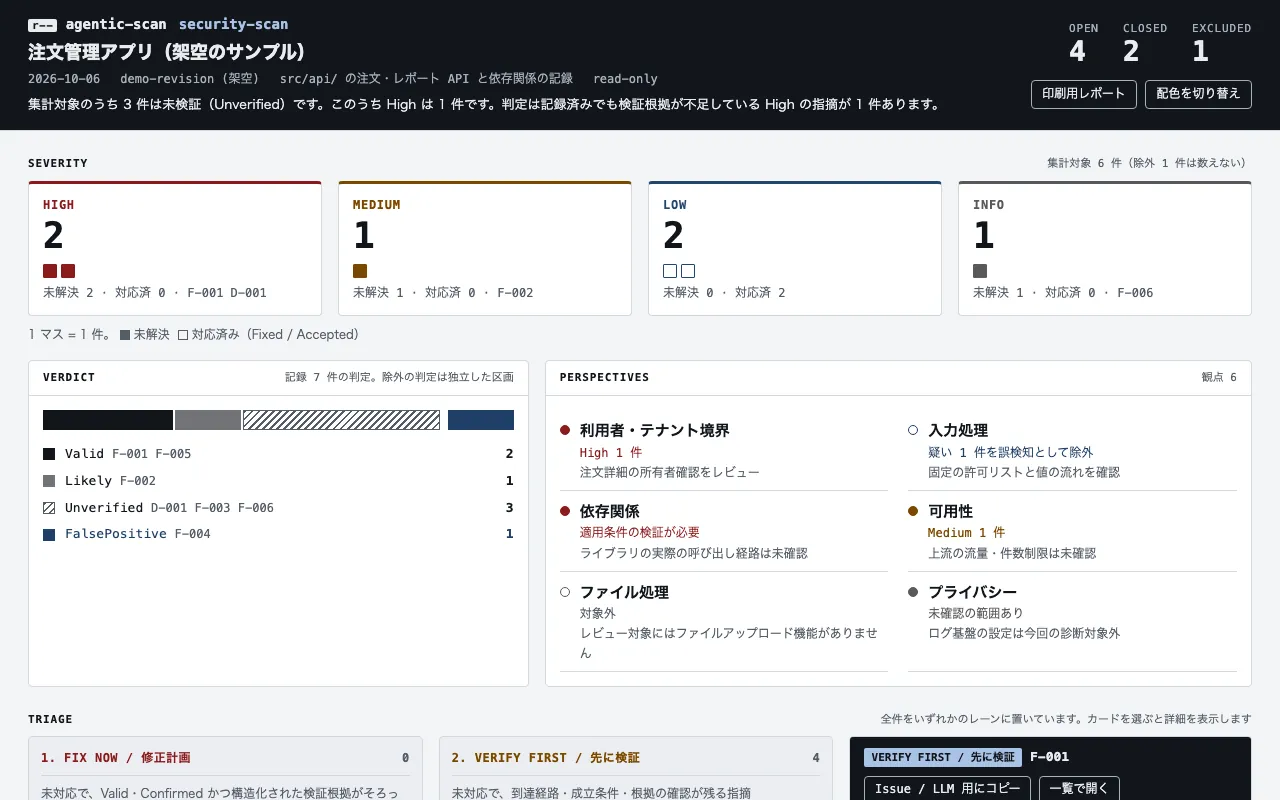 r-- agentic-scan security-scan
注文管理アプリ（架空のサンプル）
2026-10-06 demo-revision (架空) src/api/ の注文・レポート API と依存関係の記録 read-only
集計対象のうち 3 件は未検証（Unverified）です。このうち High は 1 件です。判定は記録済みでも検証根拠が不足している High の指摘が 1 件あります。
OPEN CLOSED EXCLUDED
4 2 1
印刷用レポート 配色を切り替え
SEVERITY 集計対象 6 件（除外 1 件は数えない）
HIGH
2
未解決 2 · 対応済 0 · F-001 D-001
MEDIUM
1
未解決 1 · 対応済 0 · F-002
LOW
2
未解決 0 · 対応済 2
INFO
1
未解決 1 · 対応済 0 · F-006
1 マス = 1 件。 未解決 対応済み（Fixed / Accepted）
VERDICT 記録 7 件の判定。除外の判定は独立した区画
Valid F-001 F-005 2
Likely F-002 1
Unverified D-001 F-003 F-006 3
FalsePositive F-004 1
PERSPECTIVES 観点 6
利用者・テナント境界
High 1 件
注文詳細の所有者確認をレビュー
入力処理
疑い 1 件を誤検知として除外
固定の許可リストと値の流れを確認
依存関係
適用条件の検証が必要
ライブラリの実際の呼び出し経路は未確認
可用性
Medium 1 件
上流の流量・件数制限は未確認
ファイル処理
対象外
レビュー対象にはファイルアップロード機能がありませ
ん
プライバシー
未確認の範囲あり
ログ基盤の設定は今回の診断対象外
TRIAGE 全件をいずれかのレーンに置いています。カードを選ぶと詳細を表示します
1. FIX NOW / 修正計画 0
未対応で、Valid・Confirmed かつ構造化された検証根拠がそろっ
2. VERIFY FIRST / 先に検証 4
未対応で、到達経路・成立条件・根拠の確認が残る指摘
VERIFY FIRST / 先に検証 F-001
Issue / LLM 用にコピー 一覧で開く